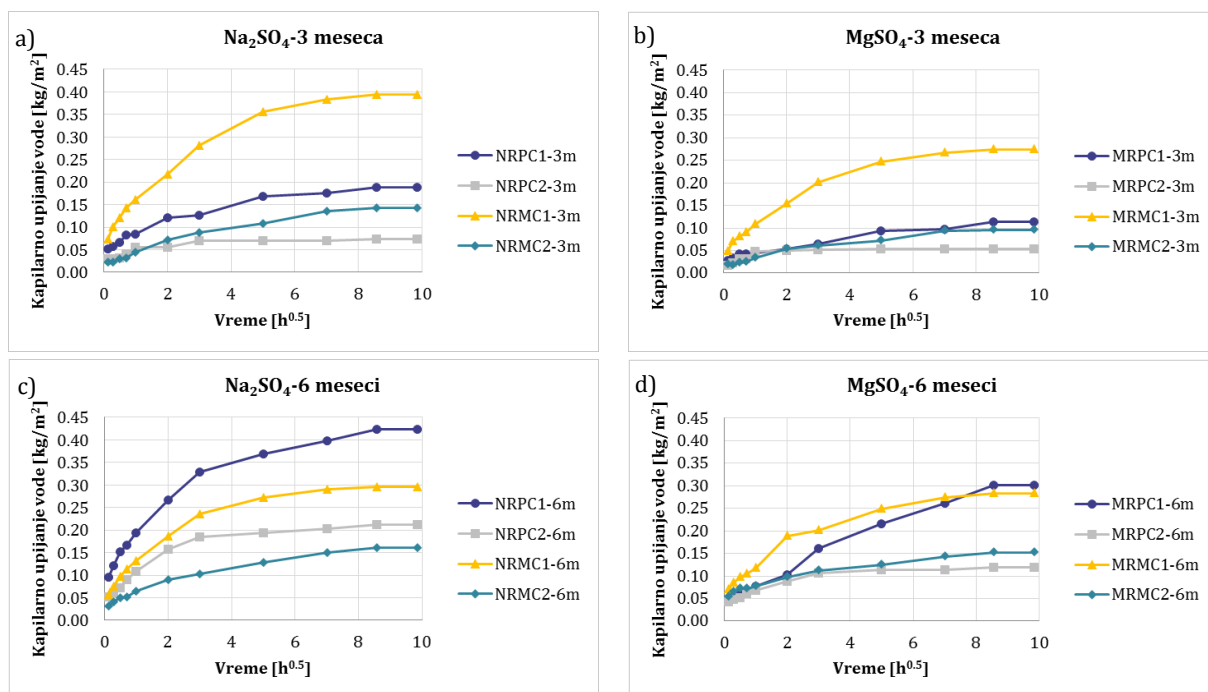 a)
Na₂SO₄-3 meseca
Kapilarno upijanje vode [kg/m²]
0.45
0.40
0.35
0.30
0.25
0.20
0.15
0.10
0.05
0.00
0 2 4 6 8 10
Vreme [h⁰·⁵]
NRPC1-3m
NRPC2-3m
NRMC1-3m
NRMC2-3m
b)
MgSO₄-3 meseca
Kapilarno upijanje vode [kg/m²]
0.45
0.40
0.35
0.30
0.25
0.20
0.15
0.10
0.05
0.00
0 2 4 6 8 10
Vreme [h⁰·⁵]
MRPC1-3m
MRPC2-3m
MRMC1-3m
MRMC2-3m
c)
Na₂SO₄-6 meseci
Kapilarno upijanje vode [kg/m²]
0.45
0.40
0.35
0.30
0.25
0.20
0.15
0.10
0.05
0.00
0 2 4 6 8 10
Vreme [h⁰·⁵]
NRPC1-6m
NRPC2-6m
NRMC1-6m
NRMC2-6m
d)
MgSO₄-6 meseci
Kapilarno upijanje vode [kg/m²]
0.45
0.40
0.35
0.30
0.25
0.20
0.15
0.10
0.05
0.00
0 2 4 6 8 10
Vreme [h⁰·⁵]
MRPC1-6m
MRPC2-6m
MRMC1-6m
MRMC2-6m